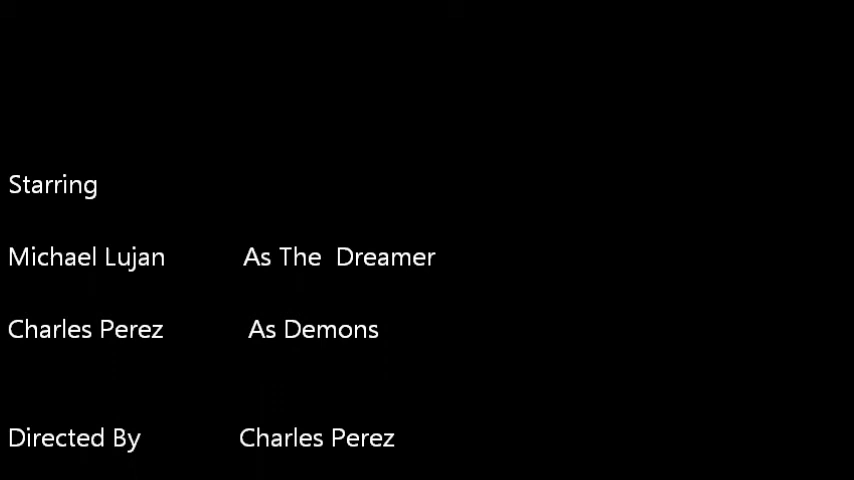 Starring
Michael Lujan As The Dreamer
Charles Perez As Demons
Directed By Charles Perez